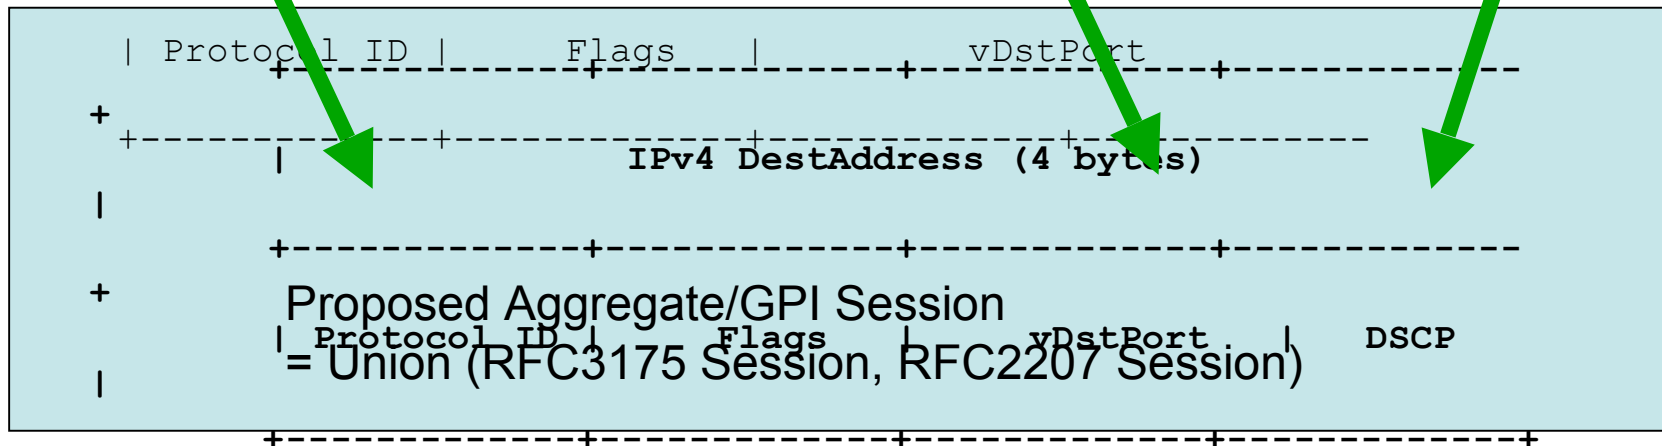 | Protocol ID | Flags | vDstPort
+-------------+-------------+-------------+-------------
+
+-------------+-------------+-------------+-------------
| IPv4 DestAddress (4 bytes)
|
+-------------+-------------+-------------+-------------
+
Proposed Aggregate/GPI Session
| Protocol ID | Flags | vDstPort | DSCP
= Union (RFC3175 Session, RFC2207 Session)
|
+-------------+-------------+-------------+-------------+